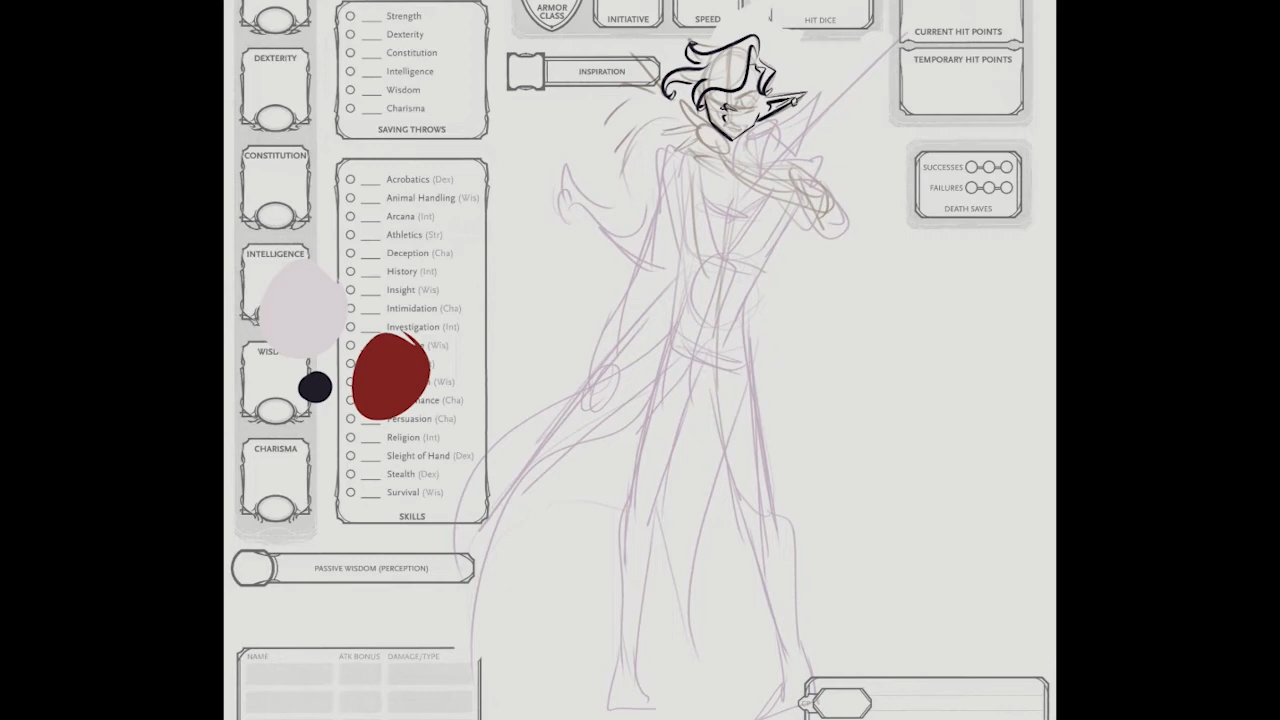 ARMOR
CLASS
INITIATIVE
SPEED
HIT DICE
CURRENT HIT POINTS
TEMPORARY HIT POINTS
INSPIRATION
SUCCESSES
FAILURES
DEATH SAVES
DEXTERITY
CONSTITUTION
INTELLIGENCE
CHARISMA
Strength
Dexterity
Constitution
Intelligence
Wisdom
Charisma
SAVING THROWS
Acrobatics (Dex)
Animal Handling (Wis)
Arcana (Int)
Athletics (Str)
Deception (Cha)
History (Int)
Insight (Wis)
Intimidation (Cha)
Investigation (Int)
(Wis)
(Wis)
(Cha)
Persuasion (Cha)
Religion (Int)
Sleight of Hand (Dex)
Stealth (Dex)
Survival (Wis)
SKILLS
PASSIVE WISDOM (PERCEPTION)
NAME ATK BONUS DAMAGE/TYPE